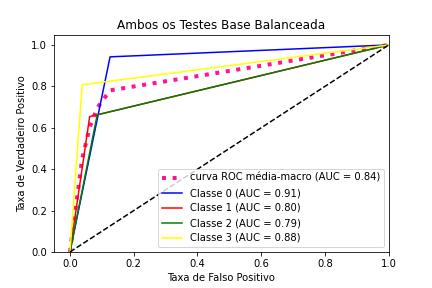 Ambos os Testes Base Balanceada
Taxa de Verdadeiro Positivo
1.0
0.8
0.6
0.4
0.2
0.0
curva ROC média-macro (AUC = 0.84)
Classe 0 (AUC = 0.91)
Classe 1 (AUC = 0.80)
Classe 2 (AUC = 0.79)
Classe 3 (AUC = 0.88)
0.0 0.2 0.4 0.6 0.8 1.0
Taxa de Falso Positivo